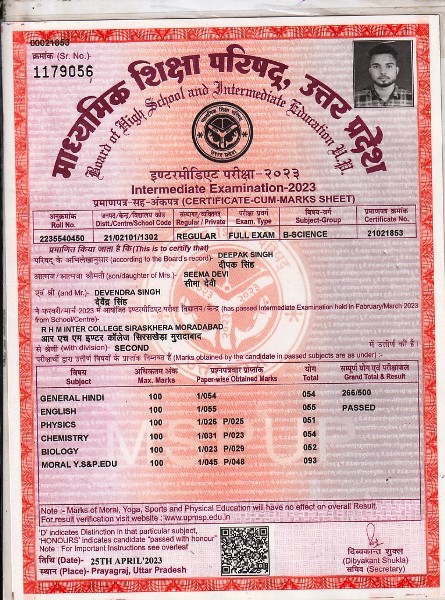 00021853
क्रमांक (Sr. No.)
1179056
माध्यमिक शिक्षा परिषद्, उत्तर प्रदेश
Board of High School and Intermediate Education U.P.
इण्टरमीडिएट परीक्षा-२०२३
Intermediate Examination-2023
प्रमाणपत्र-सह-अंकपत्र (CERTIFICATE-CUM-MARKS SHEET)
अनुक्रमांक जनपद/केन्द्र/विद्यालय कोड संस्थागत/व्यक्तिगत परीक्षा प्रवर्ग विषय-वर्ग प्रमाणपत्र क्रमांक
Roll No. Distt./Centre/School Code Regular / Private Exam. Type Subject-Group Certificate No.
2235540450 21/02101/1302 REGULAR FULL EXAM B-SCIENCE 21021853
प्रमाणित किया जाता है कि (This is to certify that)
परिषद् के अभिलेखानुसार (according to the Board's record)- DEEPAK SINGH
दीपक सिंह
आत्मज / आत्मजा श्रीमती (son/daughter of Mrs.)- SEEMA DEVI
सीमा देवी
एवं श्री (and Mr.)- DEVENDRA SINGH
देवेंद्र सिंह
ने फरवरी/मार्च 2023 में आयोजित इण्टरमीडिएट परीक्षा विद्यालय/केन्द्र (has passed Intermediate Examination held in Fabruary/March 2023
from School/Centre)-
R H M INTER COLLEGE SIRASKHERA MORADABAD
आर एच एम इण्टर कॉलेज सिरसखेड़ा मुरादाबाद
से श्रेणी (with division)- SECOND में उत्तीर्ण की है।
परीक्षार्थी द्वारा उत्तीर्ण विषयों के प्राप्तांक निम्नवत हैं (Marks obtained by the candidate in passed subjects are as under) :-
विषय अधिकतम अंक प्रश्नपत्रवार प्राप्तांक योग सम्पूर्ण योग एवं परीक्षाफल
Subject Max. Marks Paper-wise Obtained Marks Total Grand Total & Result
GENERAL HINDI 100 1/054 054 266/500
ENGLISH 100 1/055 055 PASSED
PHYSICS 100 1/026 P/025 051
CHEMISTRY 100 1/031 P/023 054
BIOLOGY 100 1/023 P/029 052
MORAL Y.S&P.EDU 100 1/045 P/048 093
MSPUP
Note :- Marks of Moral, Yoga, Sports and Physical Education will have no effect on overall Result.
For result verification visit website : www.upmsp.edu.in
'D' indicates Distinction in that particular subject,
'HONOURS' indicates candidate "passed with honour"
Note : For Important Instructions see overleaf
तिथि (Date)- 25TH APRIL'2023
स्थान (Place)- Prayagraj, Uttar Pradesh
दिब्यकान्त शुक्ल
(Dibyakant Shukla)
सचिव (Secretary)